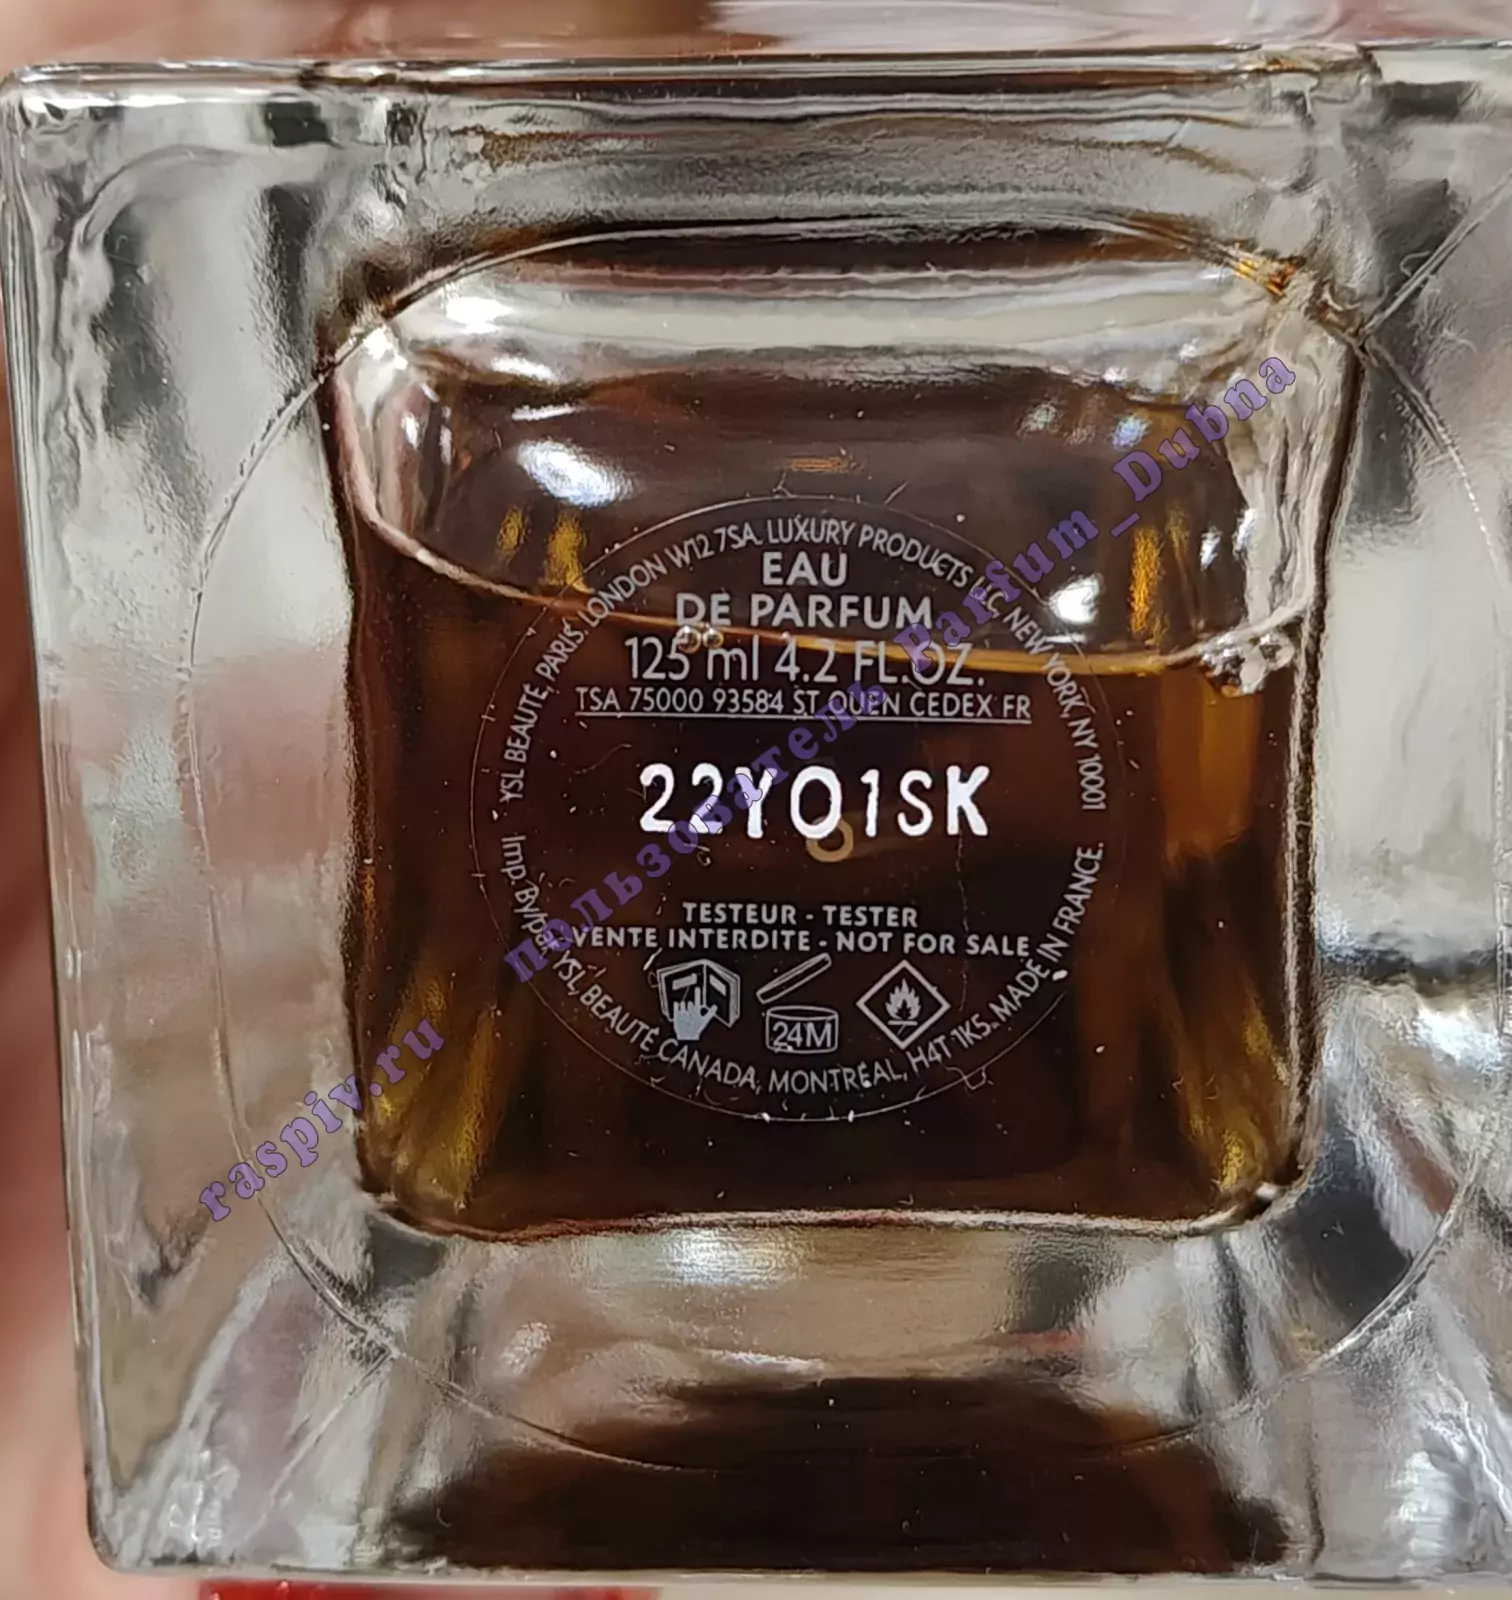 YSL BEAUTÉ, PARIS. LONDON W12 7SA. LUXURY PRODUCTS LLC, NEW YORK, NY 10001
EAU
DE PARFUM
125 ml 4.2 FL.OZ.
TSA 75000 93584 ST OUEN CEDEX FR
22Y01SK
TESTEUR - TESTER
VENTE INTERDITE - NOT FOR SALE
24M
Imp. By/par YSL, BEAUTÉ CANADA, MONTRÉAL, H4T 1K5. MADE IN FRANCE.
raspiv.ru пользователь Parfum_Dubna